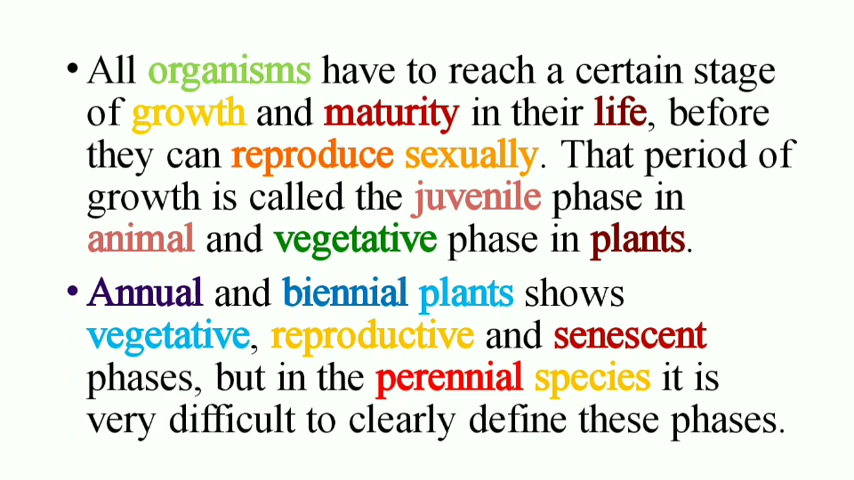 • All organisms have to reach a certain stage
of growth and maturity in their life, before
they can reproduce sexually. That period of
growth is called the juvenile phase in
animal and vegetative phase in plants.
• Annual and biennial plants shows
vegetative, reproductive and senescent
phases, but in the perennial species it is
very difficult to clearly define these phases.